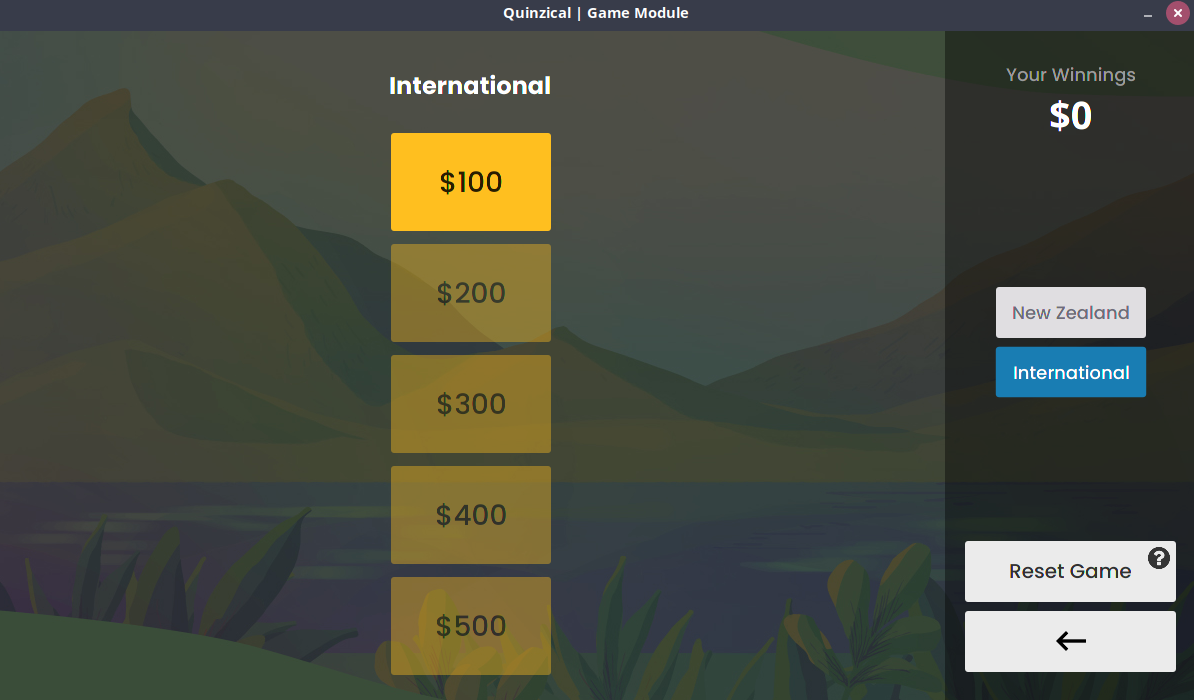 Quinzical | Game Module
International
$100
$200
$300
$400
$500
Your Winnings
$0
New Zealand
International
Reset Game
?